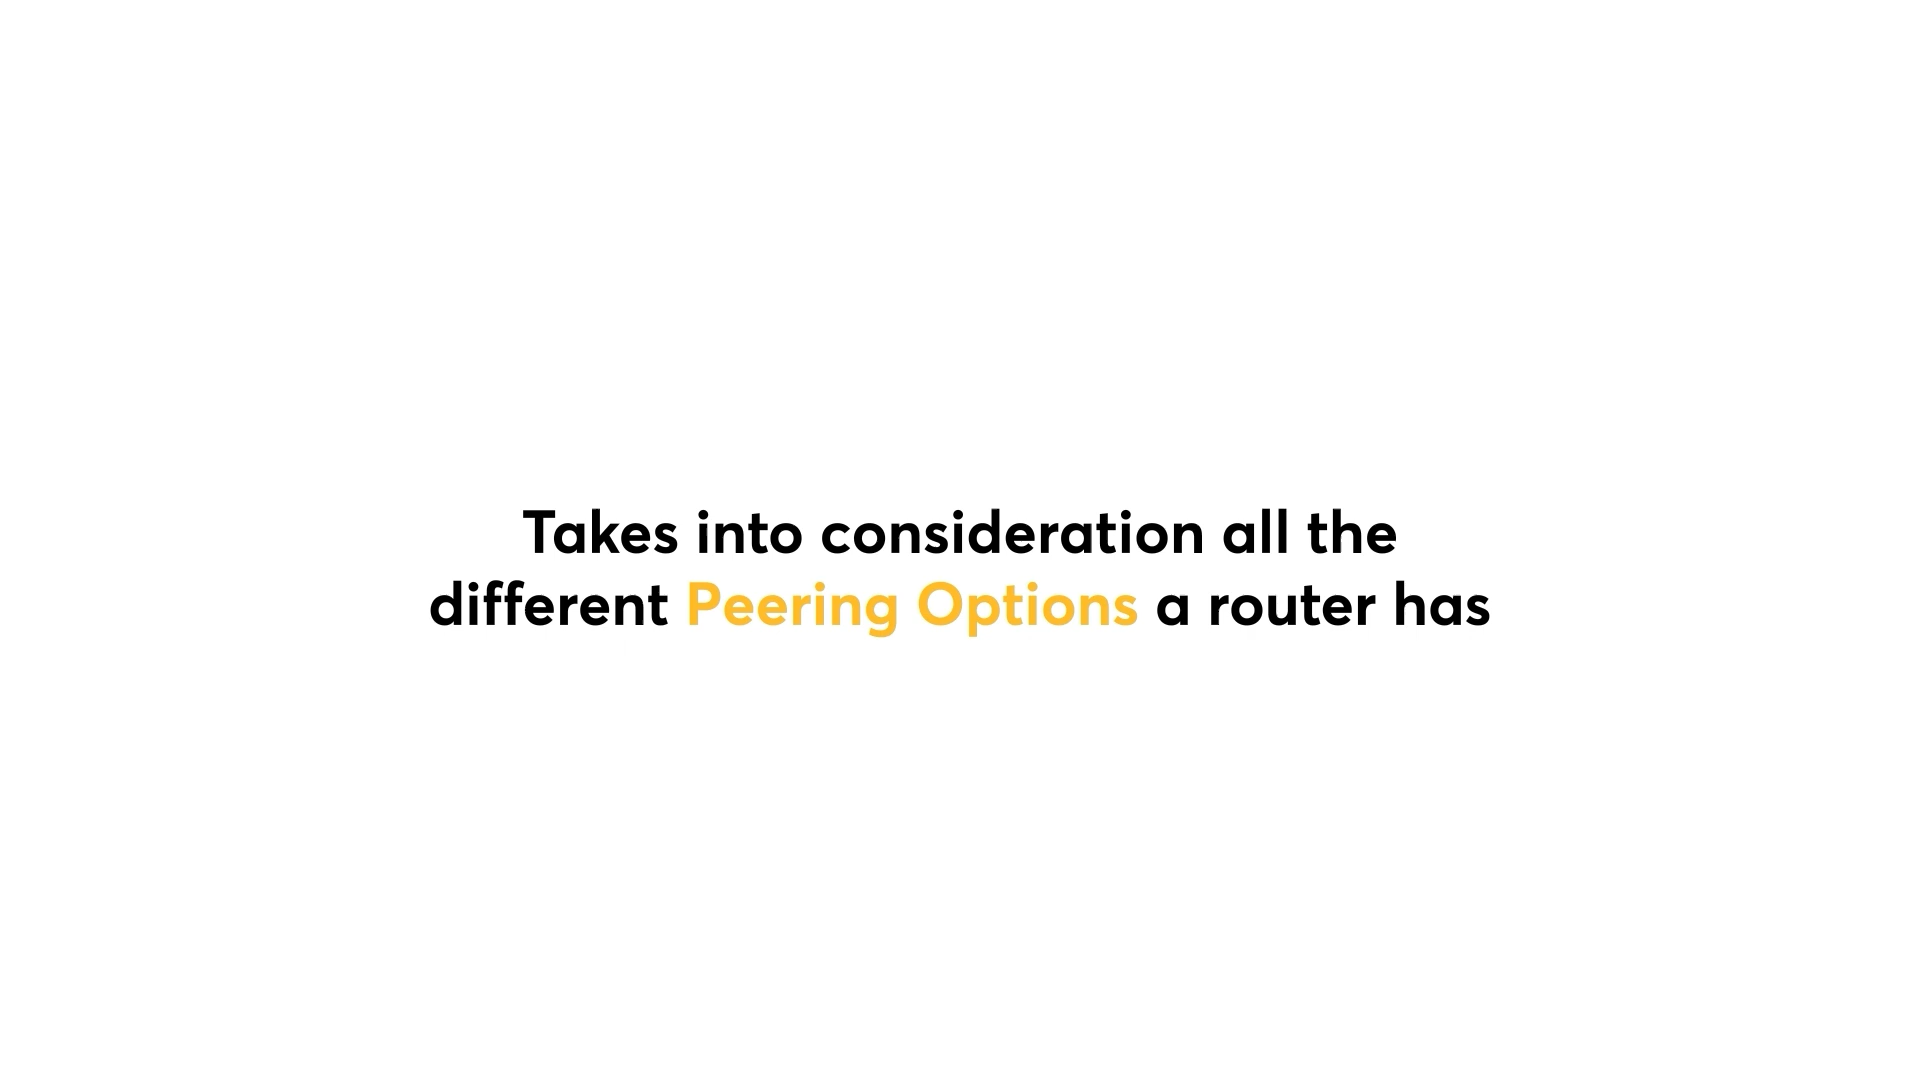 Takes into consideration all the
different Peering Options a router has